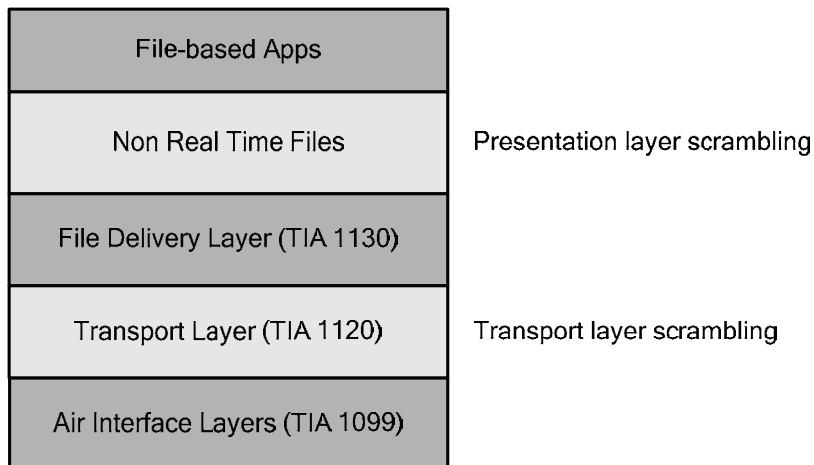 File-based Apps
Non Real Time Files
Presentation layer scrambling
File Delivery Layer (TIA 1130)
Transport Layer (TIA 1120)
Transport layer scrambling
Air Interface Layers (TIA 1099)